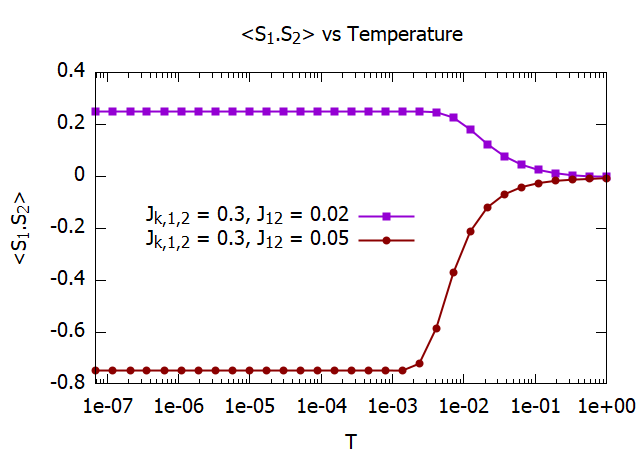 <S₁.S₂> vs Temperature
0.4
0.2
0
-0.2
-0.4
-0.6
-0.8
<S₁.S₂>
Jk,1,2 = 0.3, J12 = 0.02
Jk,1,2 = 0.3, J12 = 0.05
1e-07 1e-06 1e-05 1e-04 1e-03 1e-02 1e-01 1e+00
T